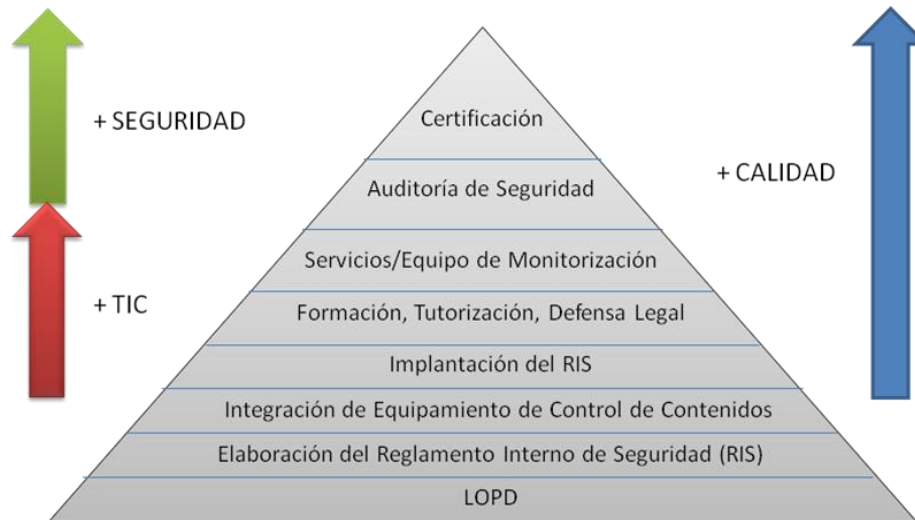 Certificación
+ SEGURIDAD
+ CALIDAD
Auditoría de Seguridad
Servicios/Equipo de Monitorización
+ TIC
Formación, Tutorización, Defensa Legal
Implantación del RIS
Integración de Equipamiento de Control de Contenidos
Elaboración del Reglamento Interno de Seguridad (RIS)
LOPD